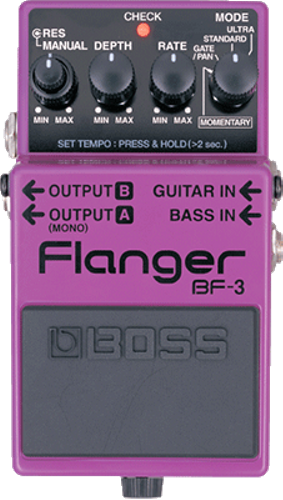 CHECK
MODE
RES
MANUAL
DEPTH
RATE
ULTRA
STANDARD
GATE
/PAN
MIN MAX MIN MAX MIN MAX
MOMENTARY
SET TEMPO : PRESS & HOLD (>2 sec.)
OUTPUT B GUITAR IN
OUTPUT A BASS IN
(MONO)
Flanger
BF-3
BOSS